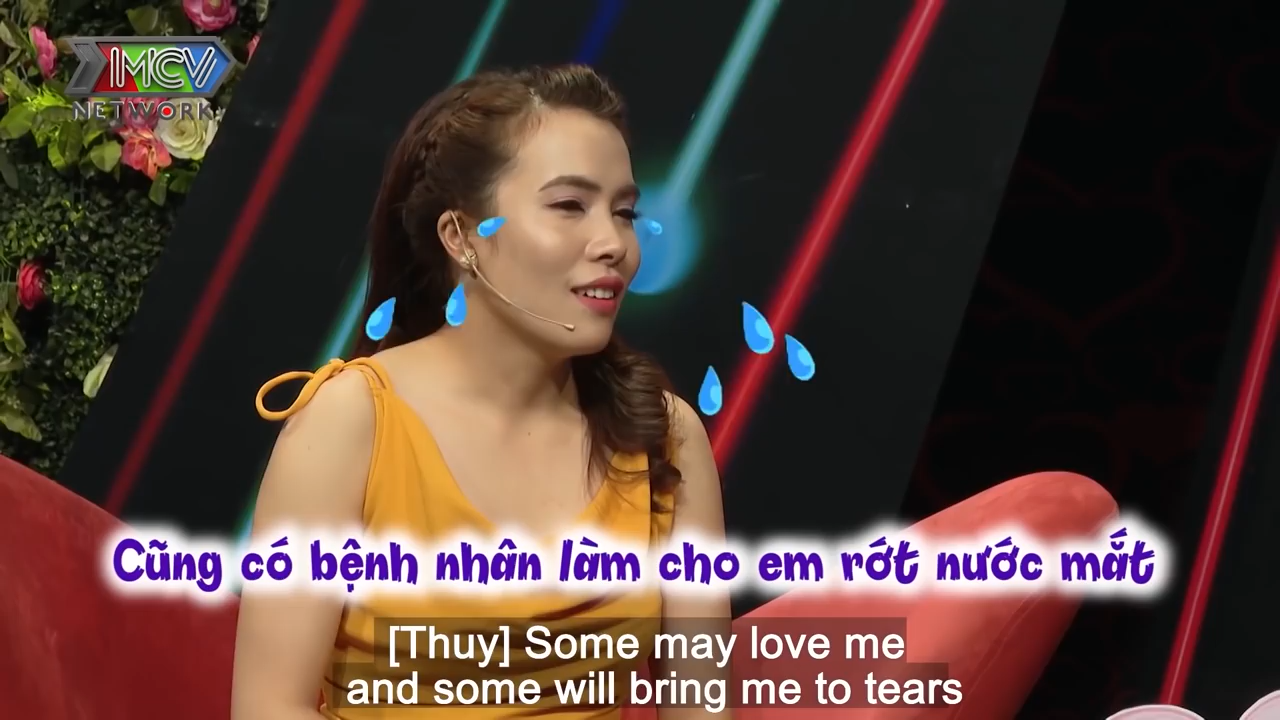 MCV
NETWORK
Cũng có bệnh nhân làm cho em rớt nước mắt
[Thuy] Some may love me
and some will bring me to tears